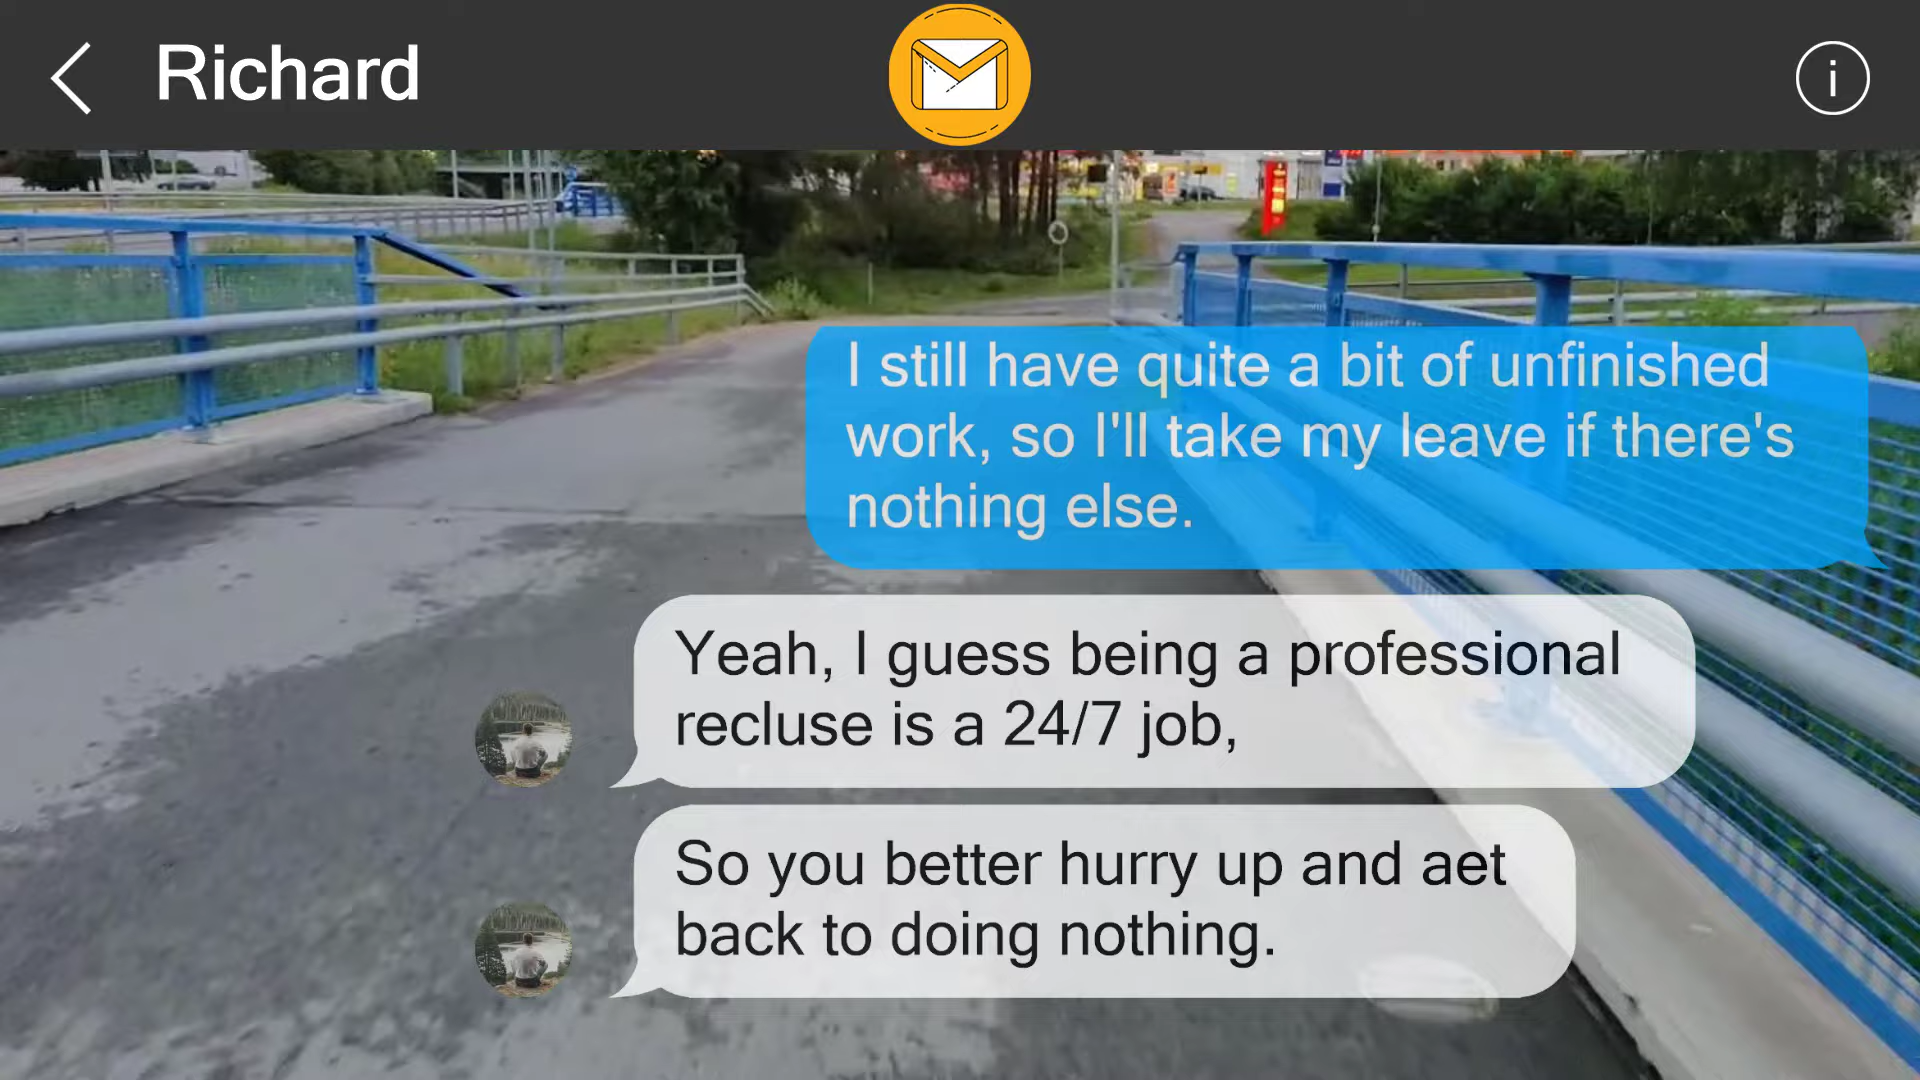 Richard
i
I still have quite a bit of unfinished
work, so I'll take my leave if there's
nothing else.
Yeah, I guess being a professional
recluse is a 24/7 job,
So you better hurry up and aet
back to doing nothing.